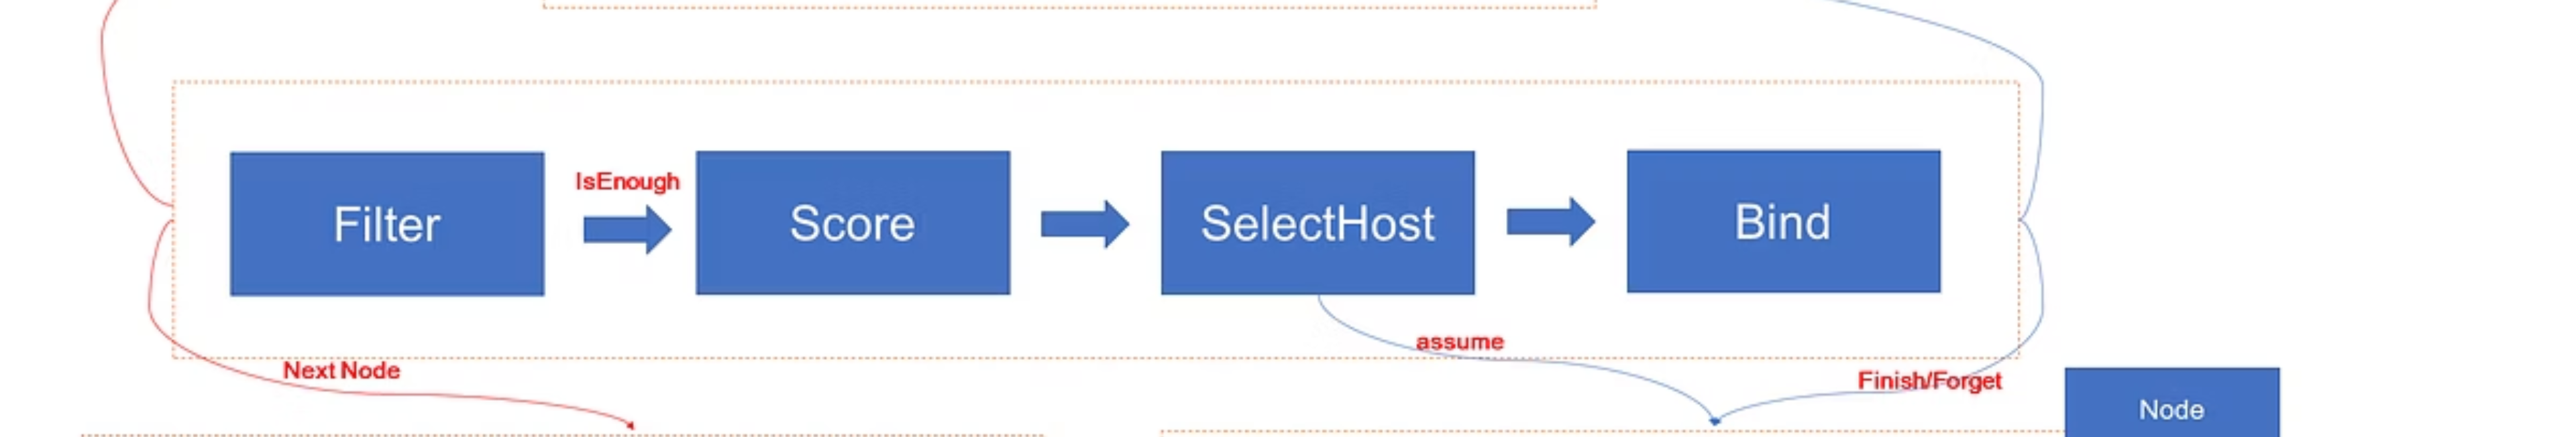 IsEnough
Filter
Score
SelectHost
Bind
assume
Next Node
Finish/Forget
Node